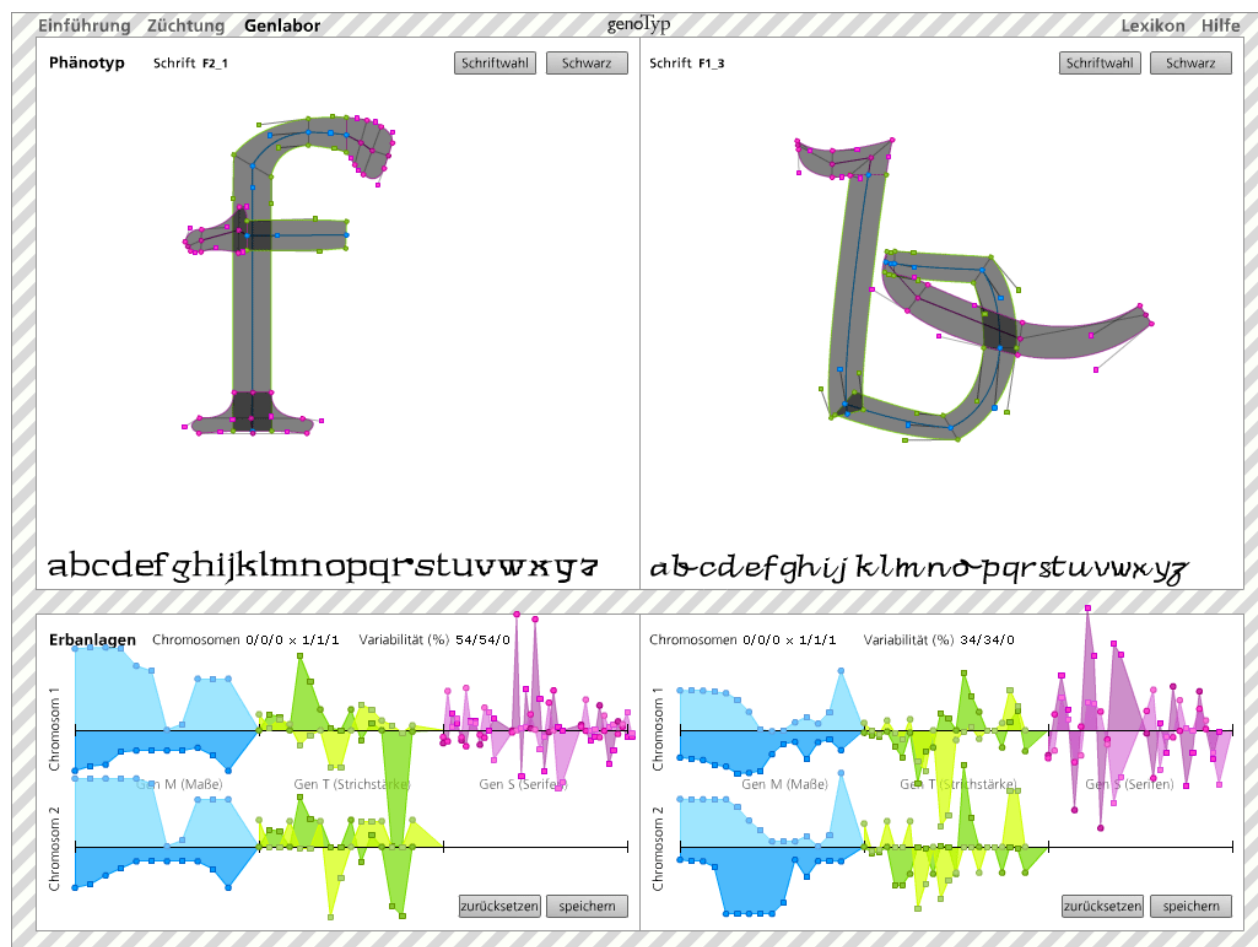 Einführung Züchtung Genlabor genoTyp Lexikon Hilfe
Phänotyp Schrift F2_1 Schriftwahl Schwarz
Schrift F1_3 Schriftwahl Schwarz
f
b
abcdefghijklmnopqrstuvwxyz
abcdefghijklmnopqrstuvwxyz
Erbanlagen Chromosomen 0/0/0 × 1/1/1 Variabilität (%) 54/54/0
Chromosom 1
Gen M (Maße) Gen T (Strichstärke) Gen S (Serifen)
Chromosom 2
zurücksetzen speichern
Chromosomen 0/0/0 × 1/1/1 Variabilität (%) 34/34/0
Chromosom 1
Gen M (Maße) Gen T (Strichstärke) Gen S (Serifen)
Chromosom 2
zurücksetzen speichern